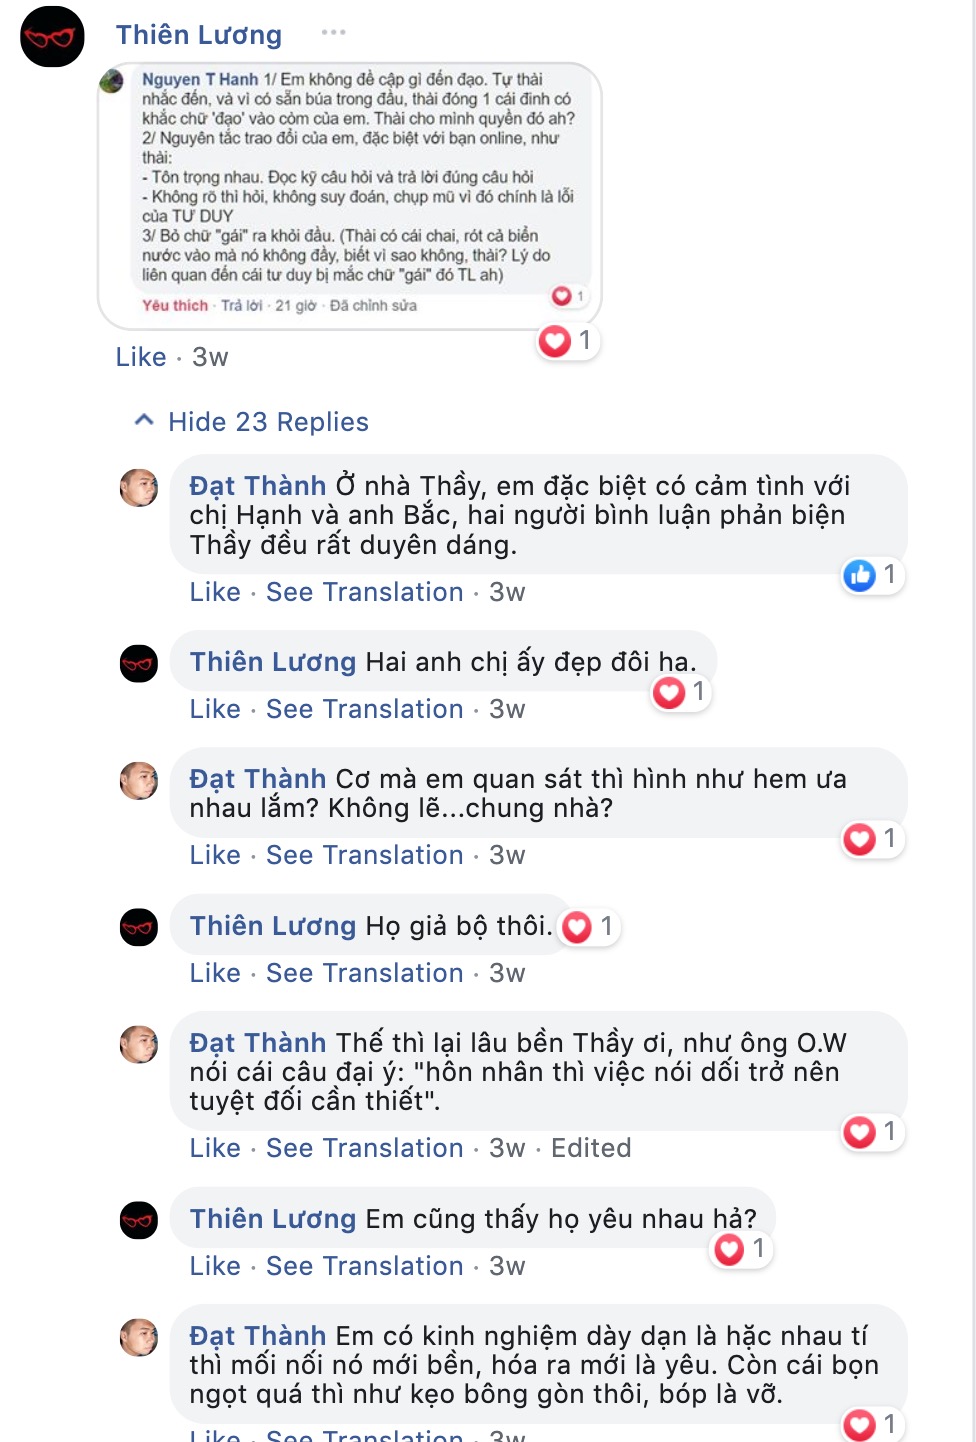 Thiên Lương ...
Nguyen T Hanh 1/ Em không đề cập gì đến đạo. Tự thải
nhắc đến, và vì có sẵn búa trong đầu, thải đóng 1 cái đinh có
khắc chữ 'đạo' vào còm của em. Thải cho mình quyền đó ah?
2/ Nguyên tắc trao đổi của em, đặc biệt với bạn online, như
thải:
- Tôn trọng nhau. Đọc kỹ câu hỏi và trả lời đúng câu hỏi
- Không rõ thì hỏi, không suy đoán, chụp mũ vì đó chính là lỗi
của TƯ DUY
3/ Bỏ chữ "gái" ra khỏi đầu. (Thải có cái chai, rót cả biển
nước vào mà nó không đầy, biết vì sao không, thải? Lý do
liên quan đến cái tư duy bị mắc chữ "gái" đó TL ah)
1
Yêu thích · Trả lời · 21 giờ · Đã chỉnh sửa
1
Like · 3w
Hide 23 Replies
Đạt Thành Ở nhà Thầy, em đặc biệt có cảm tình với
chị Hạnh và anh Bắc, hai người bình luận phản biện
Thầy đều rất duyên dáng.
1
Like · See Translation · 3w
Thiên Lương Hai anh chị ấy đẹp đôi ha.
1
Like · See Translation · 3w
Đạt Thành Cơ mà em quan sát thì hình như hem ưa
nhau lắm? Không lẽ...chung nhà?
1
Like · See Translation · 3w
Thiên Lương Họ giả bộ thôi. 1
Like · See Translation · 3w
Đạt Thành Thế thì lại lâu bền Thầy ơi, như ông O.W
nói cái câu đại ý: "hôn nhân thì việc nói dối trở nên
tuyệt đối cần thiết".
1
Like · See Translation · 3w · Edited
Thiên Lương Em cũng thấy họ yêu nhau hả?
1
Like · See Translation · 3w
Đạt Thành Em có kinh nghiệm dày dạn là hặc nhau tí
thì mối nối nó mới bền, hóa ra mới là yêu. Còn cái bọn
ngọt quá thì như kẹo bông gòn thôi, bóp là vỡ.
1
Like · See Translation · 3w